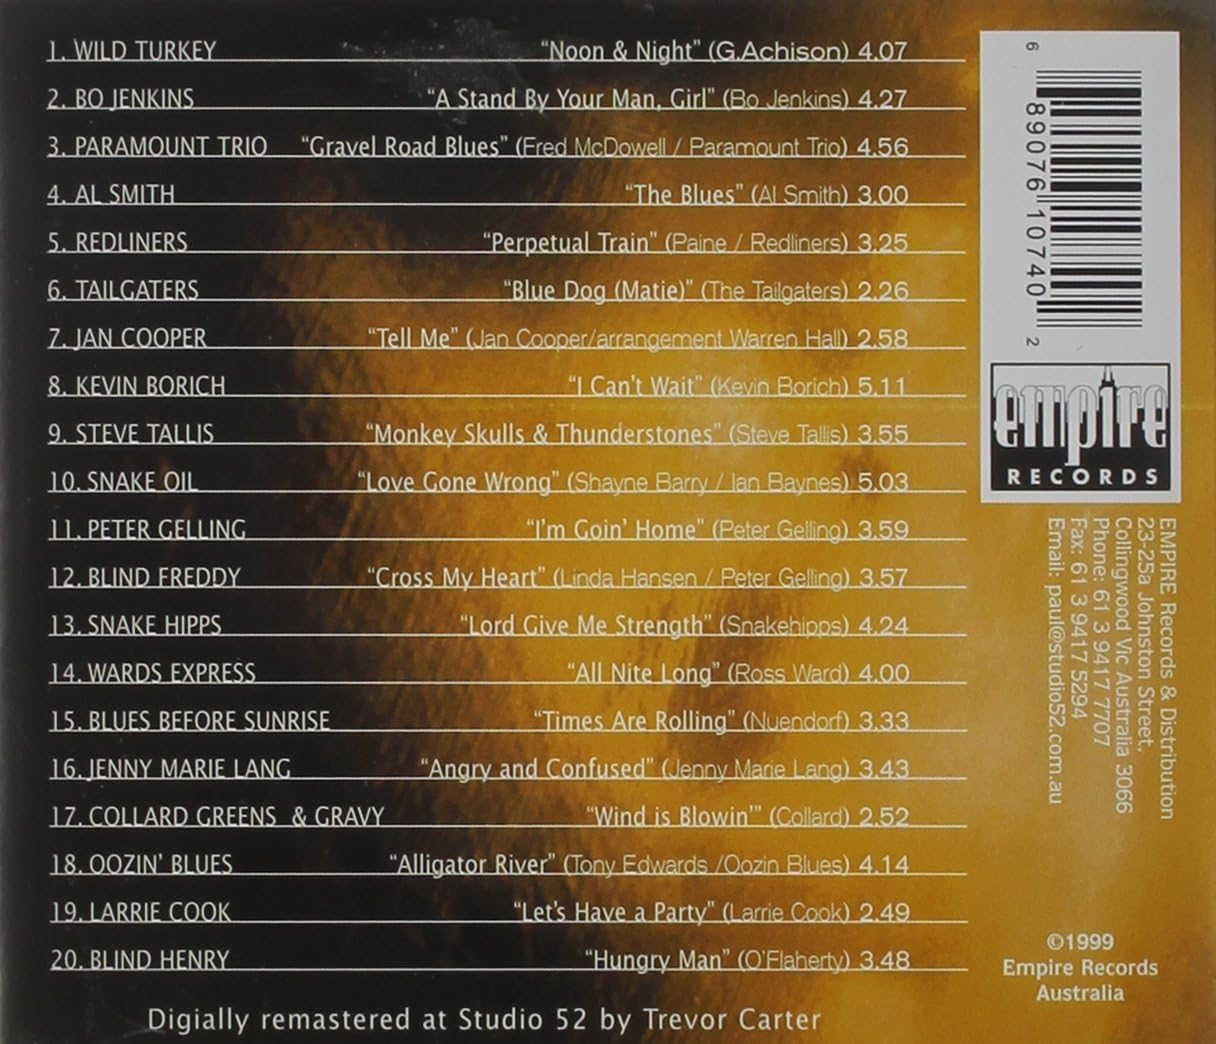 1. WILD TURKEY “Noon & Night” (G.Achison) 4.07
2. BO JENKINS “A Stand By Your Man, Girl” (Bo Jenkins) 4.27
3. PARAMOUNT TRIO “Gravel Road Blues” (Fred McDowell / Paramount Trio) 4.56
4. AL SMITH “The Blues” (Al Smith) 3.00
5. REDLINERS “Perpetual Train” (Paine / Redliners) 3.25
6. TAILGATERS “Blue Dog (Matie)” (The Tailgaters) 2.26
7. JAN COOPER “Tell Me” (Jan Cooper/arrangement Warren Hall) 2.58
8. KEVIN BORICH “I Can't Wait” (Kevin Borich) 5.11
9. STEVE TALLIS “Monkey Skulls & Thunderstones” (Steve Tallis) 3.55
10. SNAKE OIL “Love Gone Wrong” (Shayne Barry / Ian Baynes) 5.03
11. PETER GELLING “I'm Goin' Home” (Peter Gelling) 3.59
12. BLIND FREDDY “Cross My Heart” (Linda Hansen / Peter Gelling) 3.57
13. SNAKE HIPPS “Lord Give Me Strength” (Snakehipps) 4.24
14. WARDS EXPRESS “All Nite Long” (Ross Ward) 4.00
15. BLUES BEFORE SUNRISE “Times Are Rolling” (Nuendorf) 3.33
16. JENNY MARIE LANG “Angry and Confused” (Jenny Marie Lang) 3.43
17. COLLARD GREENS & GRAVY “Wind is Blowin'” (Collard) 2.52
18. OOZIN' BLUES “Alligator River” (Tony Edwards /Oozin Blues) 4.14
19. LARRIE COOK “Let's Have a Party” (Larrie Cook) 2.49
20. BLIND HENRY “Hungry Man” (O'Flaherty) 3.48
Digially remastered at Studio 52 by Trevor Carter
6 89076 10740 2
empire
RECORDS
EMPIRE Records & Distribution
23-25a Johnston Street,
Collingwood Vic Australia 3066
Phone: 61 3 9417 7707
Fax: 61 3 9417 5294
Email: paul@studio52.com.au
©1999
Empire Records
Australia